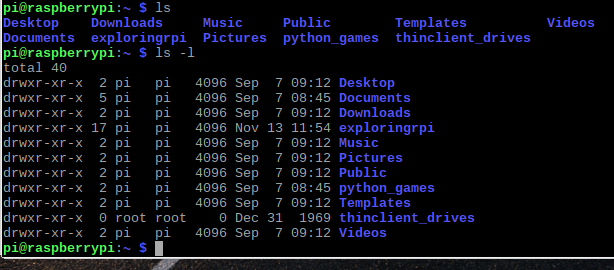 pi@raspberrypi:~ $ ls
Desktop    Downloads     Music     Public        Templates          Videos
Documents  exploringrpi  Pictures  python_games  thinclient_drives
pi@raspberrypi:~ $ ls -l
total 40
drwxr-xr-x  2 pi   pi   4096 Sep  7 09:12 Desktop
drwxr-xr-x  5 pi   pi   4096 Sep  7 08:45 Documents
drwxr-xr-x  2 pi   pi   4096 Sep  7 09:12 Downloads
drwxr-xr-x 17 pi   pi   4096 Nov 13 11:54 exploringrpi
drwxr-xr-x  2 pi   pi   4096 Sep  7 09:12 Music
drwxr-xr-x  2 pi   pi   4096 Sep  7 09:12 Pictures
drwxr-xr-x  2 pi   pi   4096 Sep  7 09:12 Public
drwxr-xr-x  2 pi   pi   4096 Sep  7 08:45 python_games
drwxr-xr-x  2 pi   pi   4096 Sep  7 09:12 Templates
drwxr-xr-x  0 root root    0 Dec 31  1969 thinclient_drives
drwxr-xr-x  2 pi   pi   4096 Sep  7 09:12 Videos
pi@raspberrypi:~ $